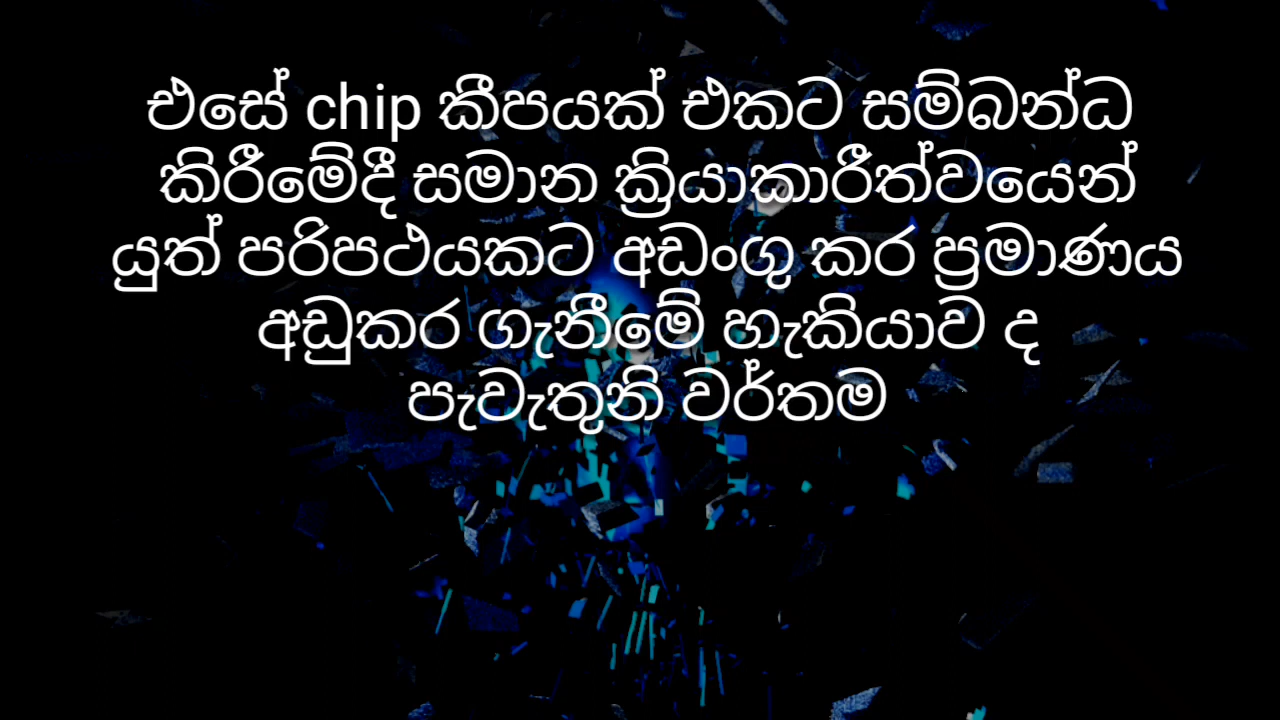 එසේ chip කීපයක් එකට සම්බන්ධ
කිරීමේදී සමාන ක්‍රියාකාරීත්වයෙන්
යුත් පරිපථයකට අඩංගු කර ප්‍රමාණය
අඩුකර ගැනීමේ හැකියාව ද
පැවැතුනි වර්තම